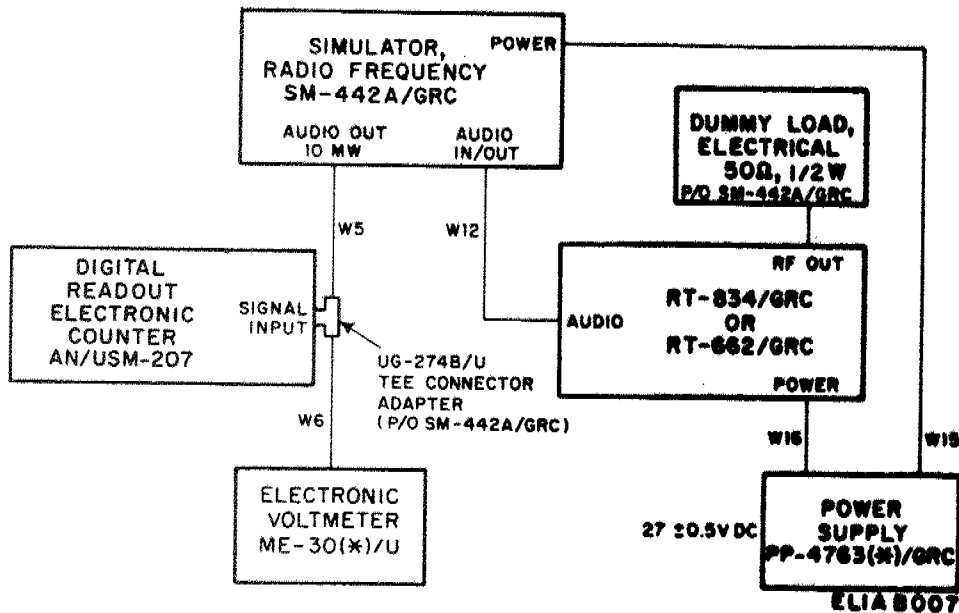 SIMULATOR,
RADIO FREQUENCY
SM-442A/GRC
POWER
AUDIO OUT
10 MW
AUDIO
IN/OUT
DUMMY LOAD,
ELECTRICAL
50Ω, 1/2 W
P/O SM-442A/GRC
W5
W12
DIGITAL
READOUT
ELECTRONIC
COUNTER
AN/USM-207
SIGNAL
INPUT
RF OUT
RT-834/GRC
OR
RT-662/GRC
AUDIO
POWER
UG-274B/U
TEE CONNECTOR
ADAPTER
(P/O SM-442A/GRC)
W6
W16
W15
ELECTRONIC
VOLTMETER
ME-30(*)/U
27 ±0.5V DC
POWER
SUPPLY
PP-4763(*)/GRC
ELIA B007